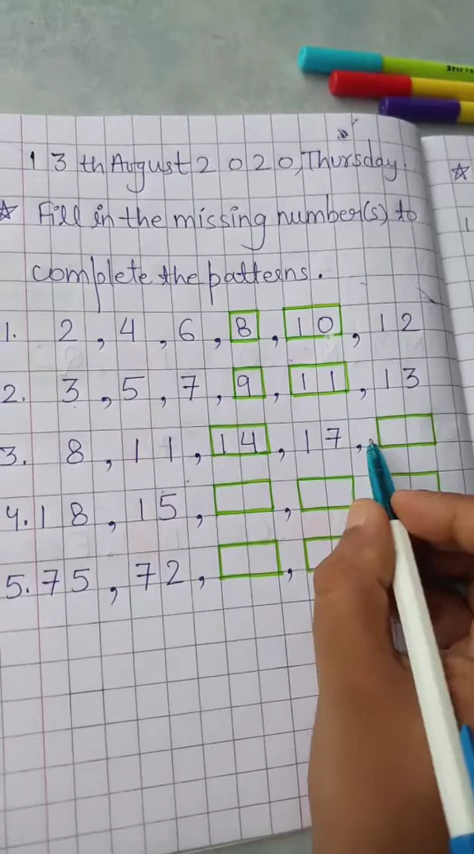 13th August 2020, Thursday.
☆ Fill in the missing number(s) to
complete the patterns.
1. 2, 4, 6, 8, 10, 12
2. 3, 5, 7, 9, 11, 13
3. 8, 11, 14, 17,
4. 18, 15, ,
5. 75, 72, ,